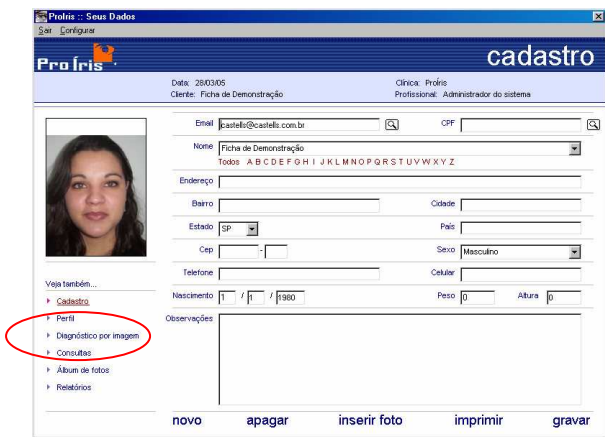 ProIris :: Seus Dados
Sair Configurar
Pro Íris
cadastro
Data: 28/03/05 Clínica: ProÍris
Cliente: Ficha de Demonstração Profissional: Administrador do sistema
Email castells@castells.com.br CPF
Nome Ficha de Demonstração
Todos A B C D E F G H I J K L M N O P Q R S T U V W X Y Z
Endereço
Bairro Cidade
Estado SP País
Cep - Sexo Masculino
Telefone Celular
Nascimento 1 / 1 / 1980 Peso 0 Altura 0
Observações
Veja também...
Cadastro
Perfil
Diagnóstico por imagem
Consultas
Álbum de fotos
Relatórios
novo apagar inserir foto imprimir gravar